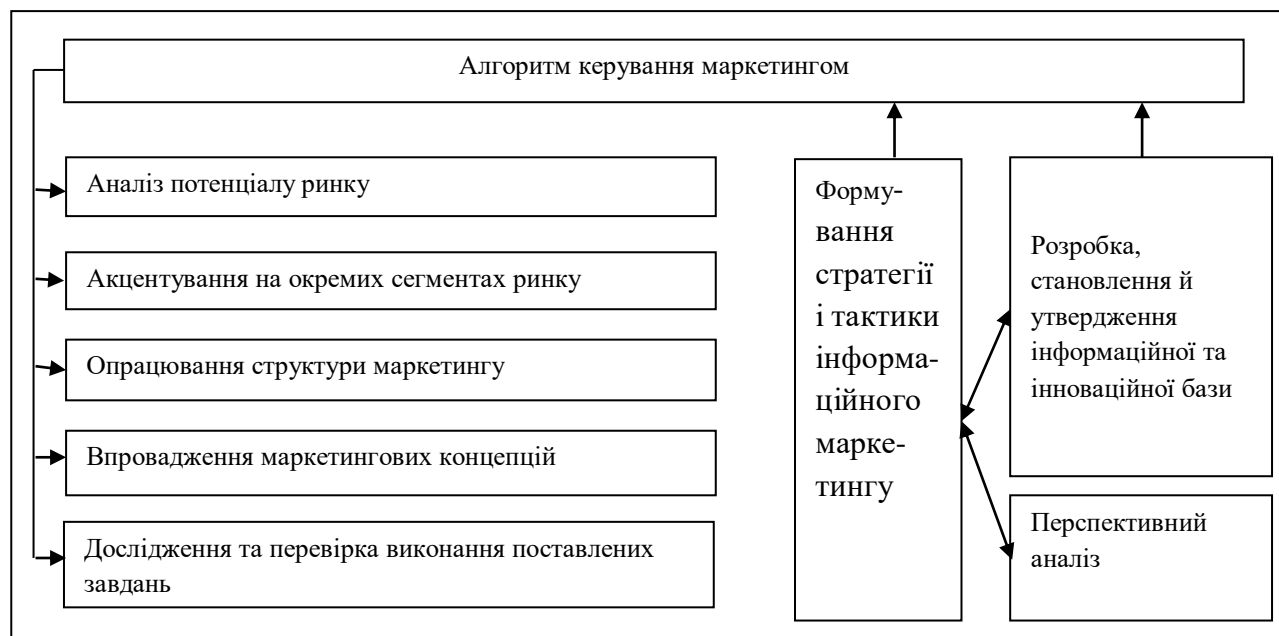 Алгоритм керування маркетингом
Аналіз потенціалу ринку
Акцентування на окремих сегментах ринку
Опрацювання структури маркетингу
Впровадження маркетингових концепцій
Дослідження та перевірка виконання поставлених
завдань
Форму-
вання
стратегії
і тактики
інформа-
ційного
марке-
тингу
Розробка,
становлення й
утвердження
інформаційної та
інноваційної бази
Перспективний
аналіз